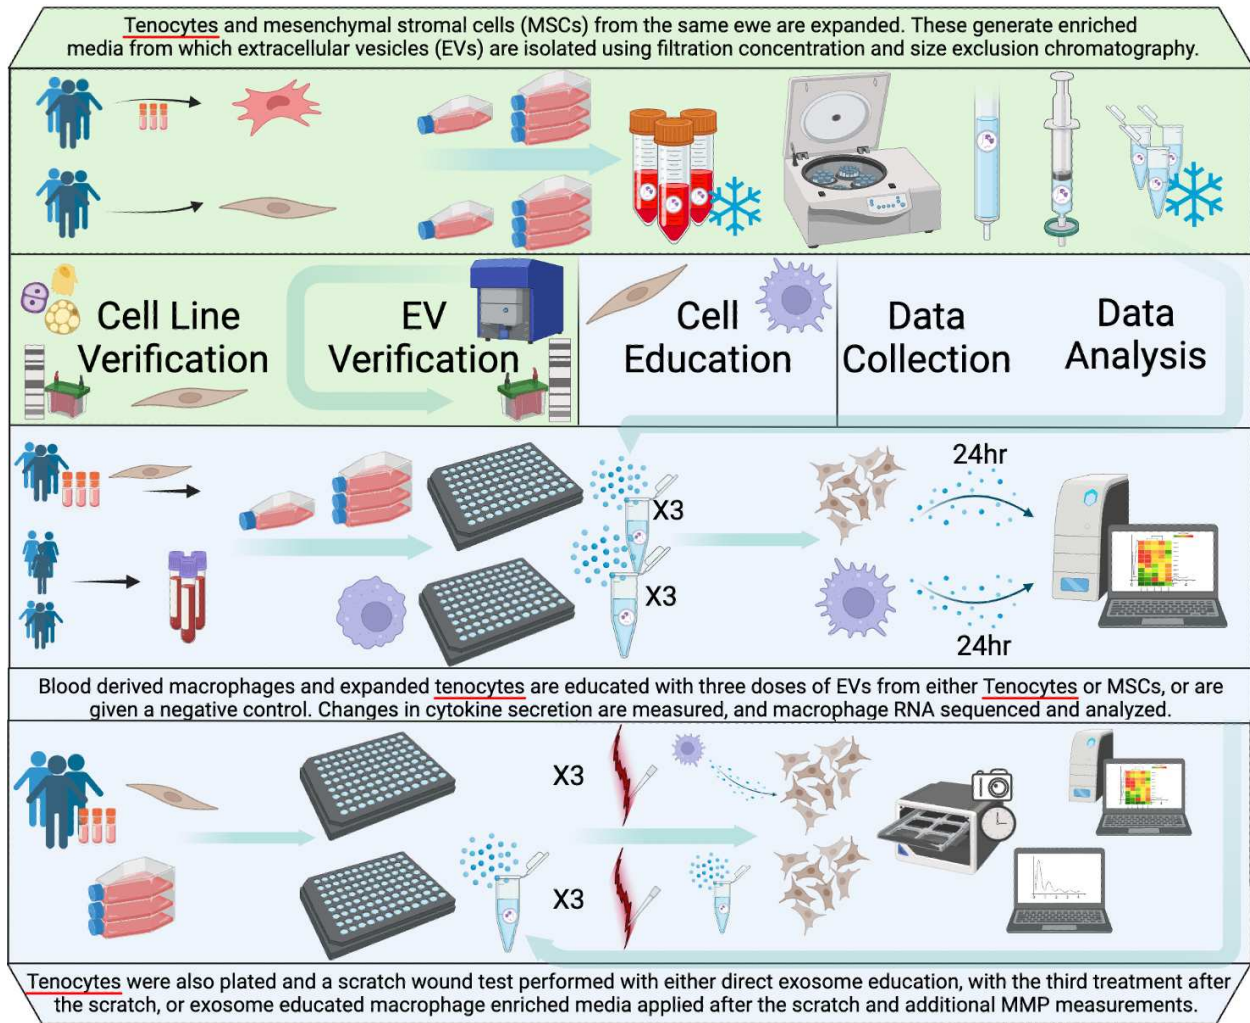 Tenocytes and mesenchymal stromal cells (MSCs) from the same ewe are expanded. These generate enriched
media from which extracellular vesicles (EVs) are isolated using filtration concentration and size exclusion chromatography.
Cell Line
Verification
EV
Verification
Cell
Education
Data
Collection
Data
Analysis
24hr
X3
X3
24hr
Blood derived macrophages and expanded tenocytes are educated with three doses of EVs from either Tenocytes or MSCs, or are
given a negative control. Changes in cytokine secretion are measured, and macrophage RNA sequenced and analyzed.
X3
X3
Tenocytes were also plated and a scratch wound test performed with either direct exosome education, with the third treatment after
the scratch, or exosome educated macrophage enriched media applied after the scratch and additional MMP measurements.